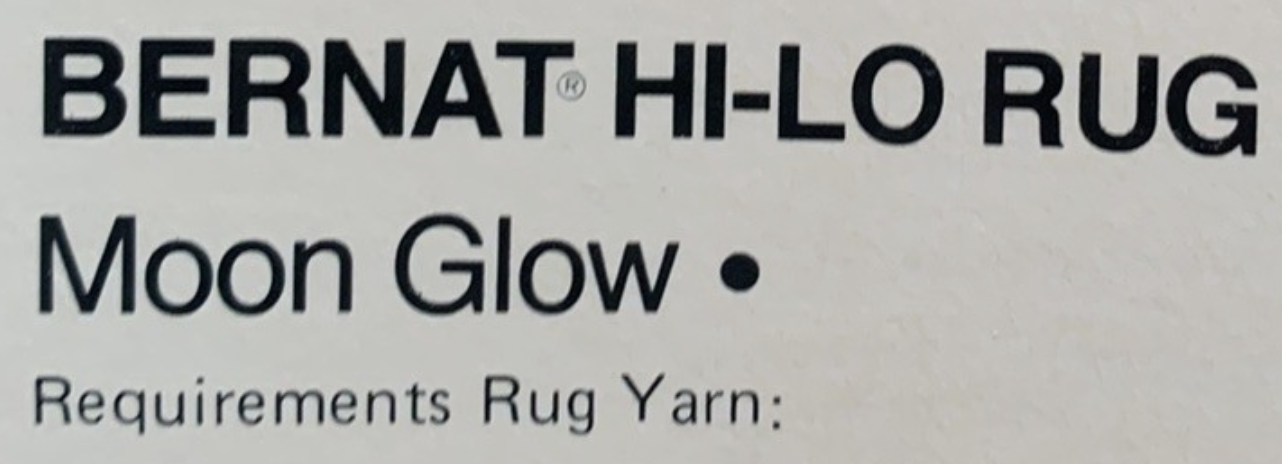 BERNAT® HI-LO RUG
Moon Glow •
Requirements Rug Yarn: